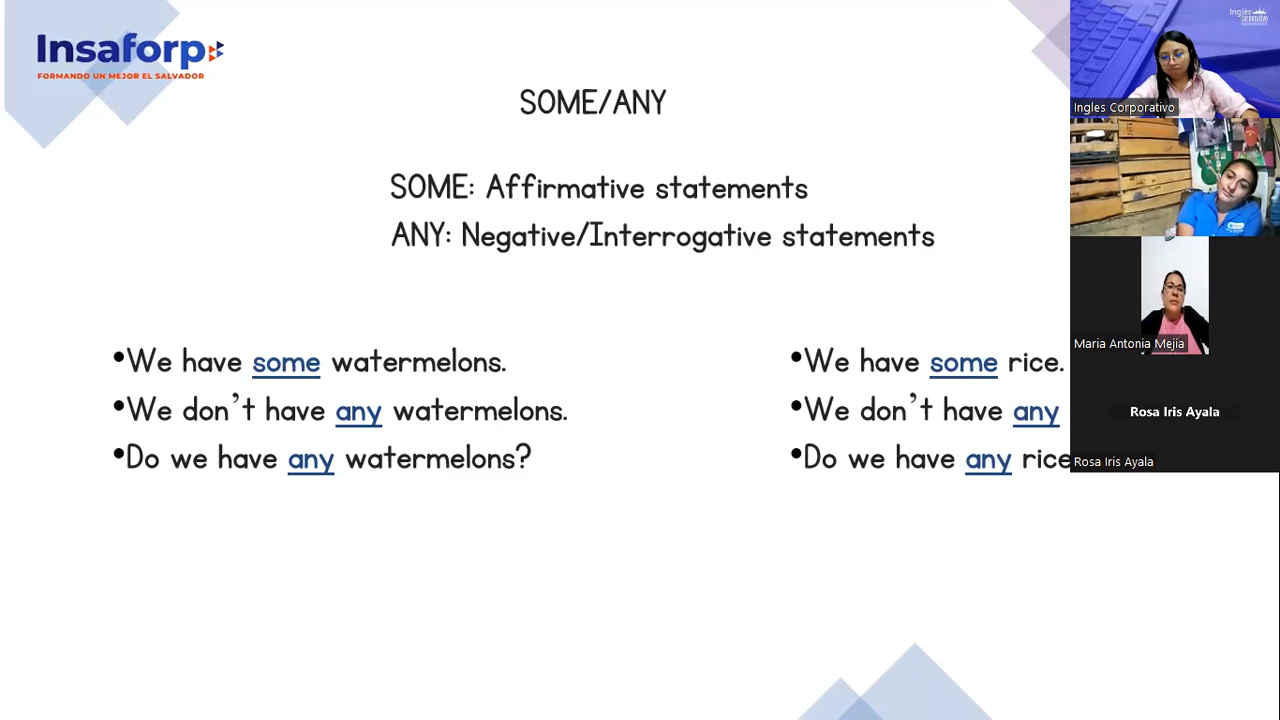 Insaforp
FORMANDO UN MEJOR EL SALVADOR
SOME/ANY
SOME: Affirmative statements
ANY: Negative/Interrogative statements
•We have some watermelons.
•We don't have any watermelons.
•Do we have any watermelons?
•We have some rice.
•We don't have any
•Do we have any rice
Ingles Corporativo
Maria Antonia Mejia
Rosa Iris Ayala
Rosa Iris Ayala